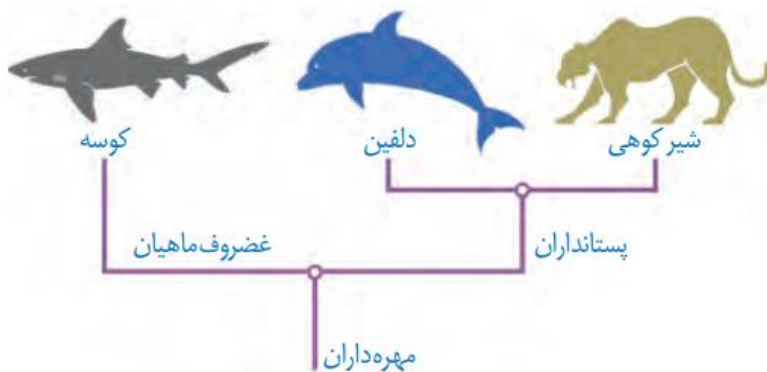 شیر کوهی
دلفین
کوسه
پستانداران
غضروف‌ماهیان
مهره‌داران